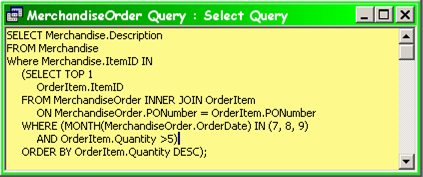 MerchandiseOrder Query : Select Query
SELECT Merchandise.Description
FROM Merchandise
Where Merchandise.ItemID IN
(SELECT TOP 1
OrderItem.ItemID
FROM MerchandiseOrder INNER JOIN OrderItem
ON MerchandiseOrder.PONumber = OrderItem.PONumber
WHERE (MONTH(MerchandiseOrder.OrderDate) IN (7, 8, 9)
AND OrderItem.Quantity >5)
ORDER BY OrderItem.Quantity DESC);